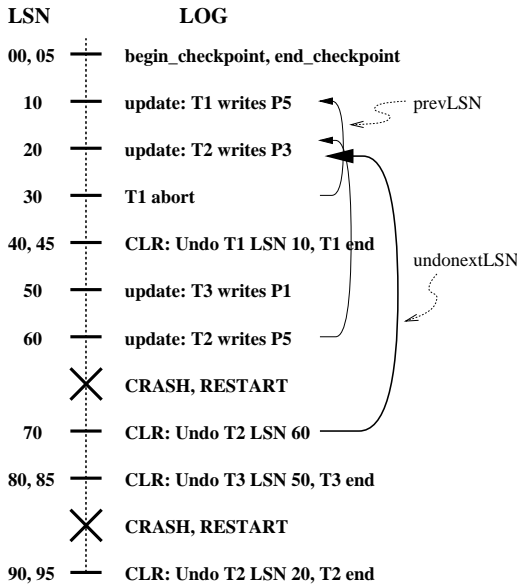 LSN LOG
00, 05 begin_checkpoint, end_checkpoint
10 update: T1 writes P5 prevLSN
20 update: T2 writes P3
30 T1 abort
40, 45 CLR: Undo T1 LSN 10, T1 end
undonextLSN
50 update: T3 writes P1
60 update: T2 writes P5
CRASH, RESTART
70 CLR: Undo T2 LSN 60
80, 85 CLR: Undo T3 LSN 50, T3 end
CRASH, RESTART
90, 95 CLR: Undo T2 LSN 20, T2 end